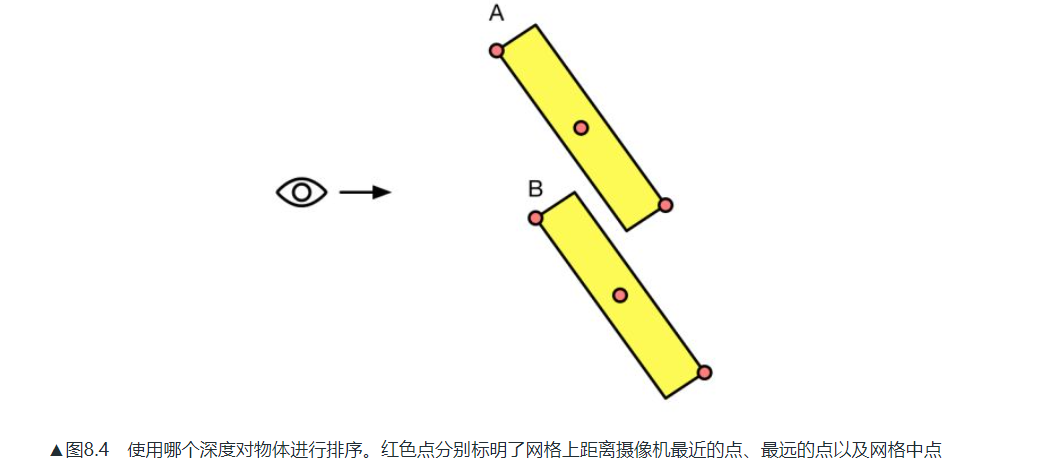 A
B
▲图8.4 使用哪个深度对物体进行排序。红色点分别标明了网格上距离摄像机最近的点、最远的点以及网格中点